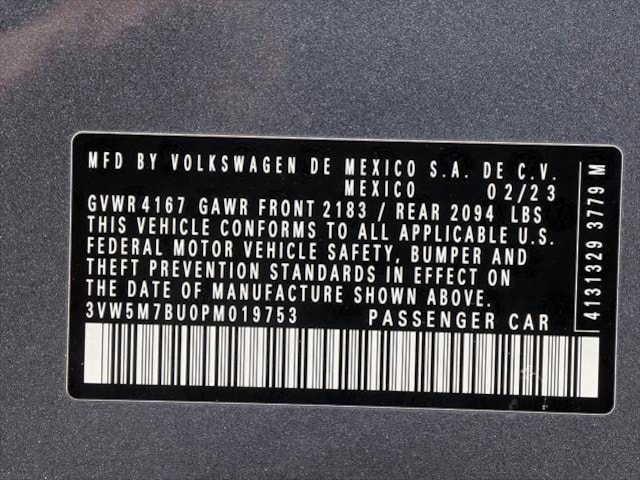 MFD BY VOLKSWAGEN DE MEXICO S.A. DE C.V.
MEXICO 02/23
GVWR 4167 GAWR FRONT 2183 / REAR 2094 LBS
THIS VEHICLE CONFORMS TO ALL APPLICABLE U.S.
FEDERAL MOTOR VEHICLE SAFETY, BUMPER AND
THEFT PREVENTION STANDARDS IN EFFECT ON
THE DATE OF MANUFACTURE SHOWN ABOVE.
3VW5M7BU0PM019753 PASSENGER CAR
4131329 3779 M